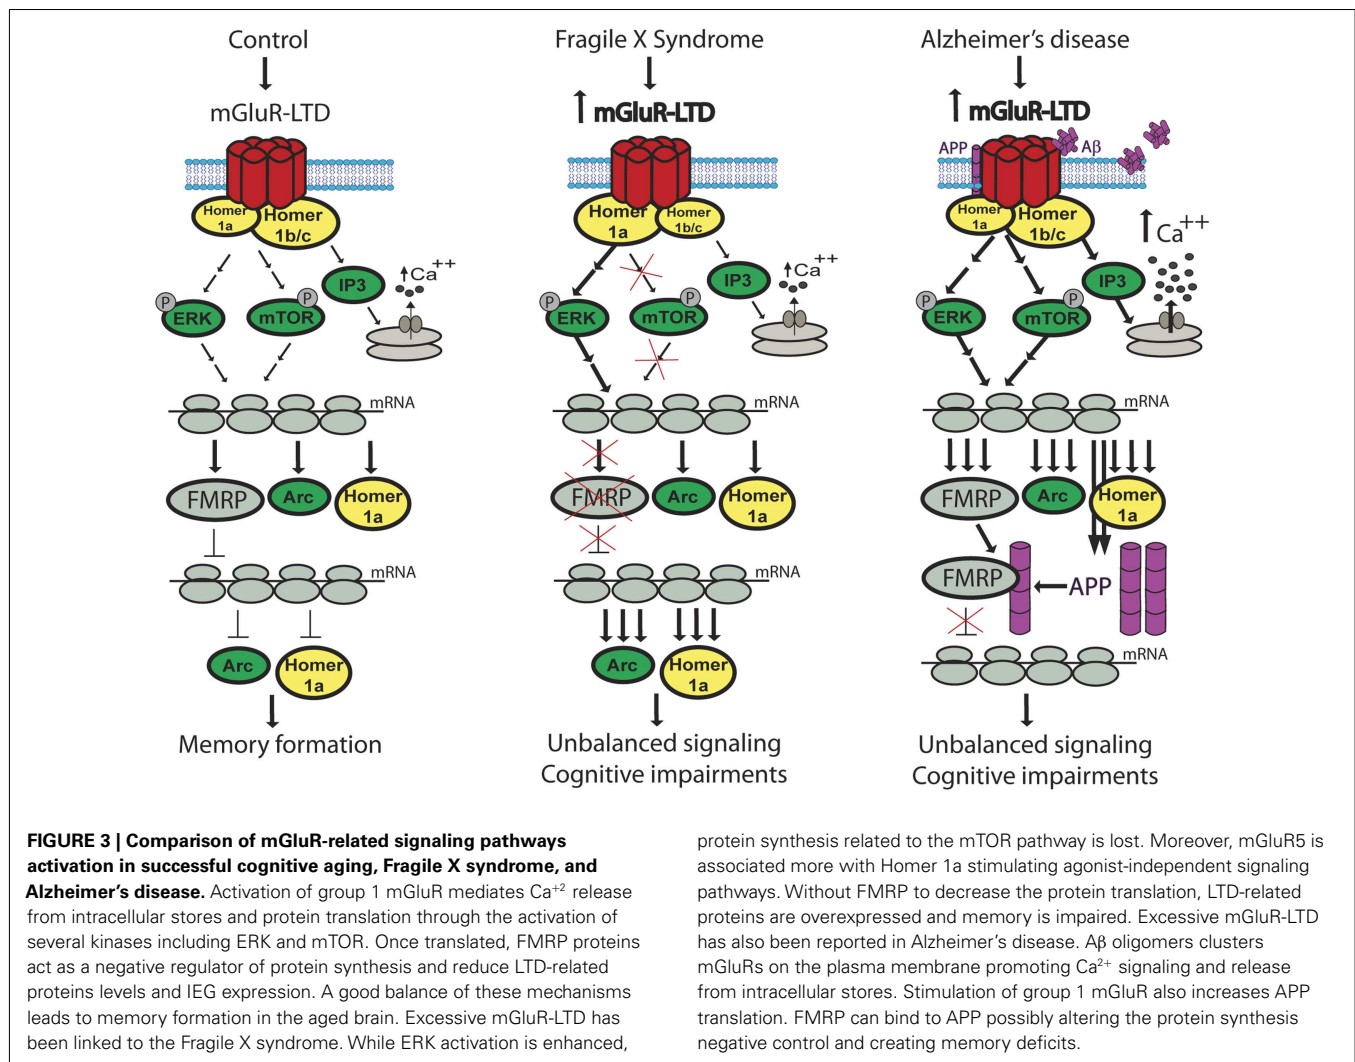 Control
mGluR-LTD
Homer
1a
Homer
1b/c
IP3
Ca++
P
ERK
P
mTOR
mRNA
FMRP
Arc
Homer
1a
mRNA
Arc
Homer
1a
Memory formation
Fragile X Syndrome
mGluR-LTD
Homer
1a
Homer
1b/c
IP3
Ca++
P
ERK
P
mTOR
mRNA
FMRP
Arc
Homer
1a
mRNA
Arc
Homer
1a
Unbalanced signaling
Cognitive impairments
Alzheimer’s disease
mGluR-LTD
APP
Aβ
Homer
1a
Homer
1b/c
Ca++
IP3
P
ERK
P
mTOR
mRNA
FMRP
Arc
Homer
1a
FMRP
APP
mRNA
Unbalanced signaling
Cognitive impairments
FIGURE 3 | Comparison of mGluR-related signaling pathways
activation in successful cognitive aging, Fragile X syndrome, and
Alzheimer’s disease. Activation of group 1 mGluR mediates Ca+2 release
from intracellular stores and protein translation through the activation of
several kinases including ERK and mTOR. Once translated, FMRP proteins
act as a negative regulator of protein synthesis and reduce LTD-related
proteins levels and IEG expression. A good balance of these mechanisms
leads to memory formation in the aged brain. Excessive mGluR-LTD has
been linked to the Fragile X syndrome. While ERK activation is enhanced,
protein synthesis related to the mTOR pathway is lost. Moreover, mGluR5 is
associated more with Homer 1a stimulating agonist-independent signaling
pathways. Without FMRP to decrease the protein translation, LTD-related
proteins are overexpressed and memory is impaired. Excessive mGluR-LTD
has also been reported in Alzheimer’s disease. Aβ oligomers clusters
mGluRs on the plasma membrane promoting Ca2+ signaling and release
from intracellular stores. Stimulation of group 1 mGluR also increases APP
translation. FMRP can bind to APP possibly altering the protein synthesis
negative control and creating memory deficits.